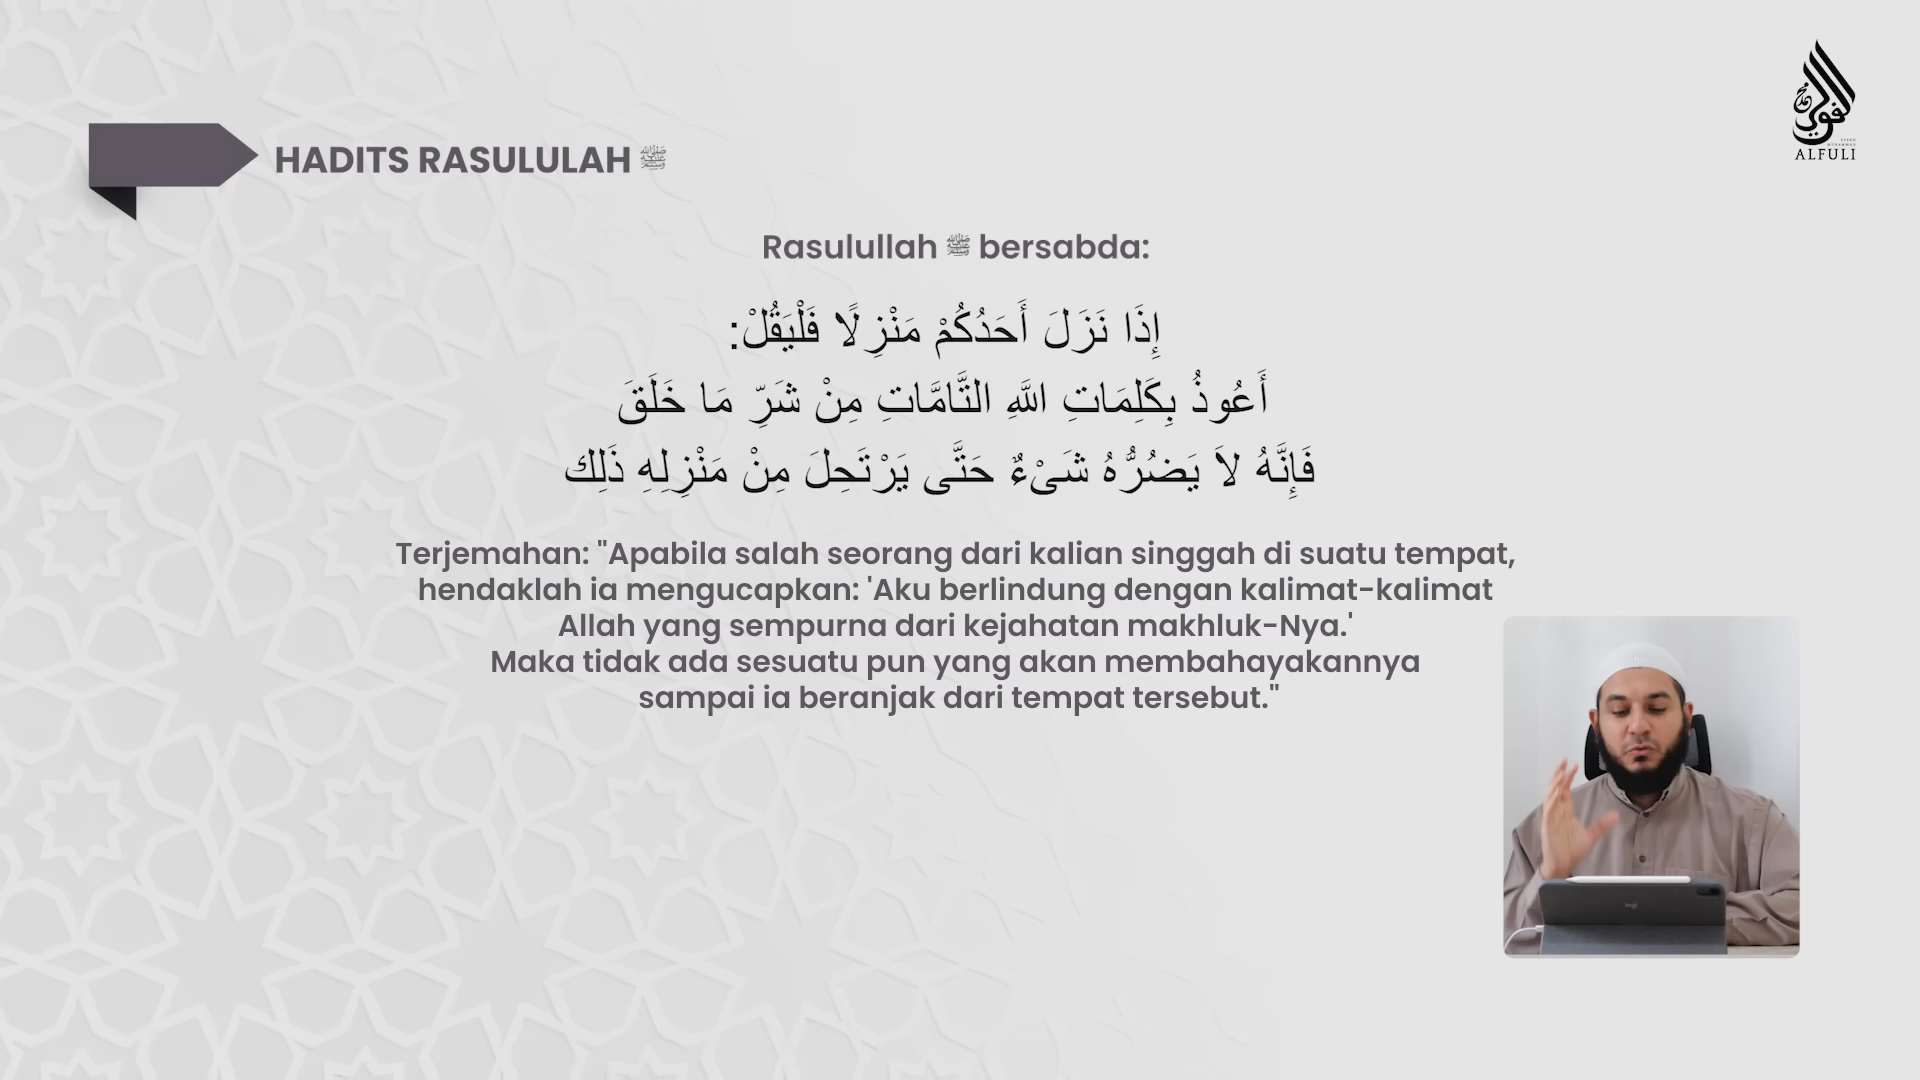 ALFULI
HADITS RASULULAH ﷺ
Rasulullah ﷺ bersabda:
إِذَا نَزَلَ أَحَدُكُمْ مَنْزِلًا فَلْيَقُلْ:
أَعُوذُ بِكَلِمَاتِ اللَّهِ التَّامَّاتِ مِنْ شَرِّ مَا خَلَقَ
فَإِنَّهُ لاَ يَضُرُّهُ شَىْءٌ حَتَّى يَرْتَحِلَ مِنْ مَنْزِلِهِ ذَلِك
Terjemahan: "Apabila salah seorang dari kalian singgah di suatu tempat,
hendaklah ia mengucapkan: 'Aku berlindung dengan kalimat-kalimat
Allah yang sempurna dari kejahatan makhluk-Nya.'
Maka tidak ada sesuatu pun yang akan membahayakannya
sampai ia beranjak dari tempat tersebut."
logi